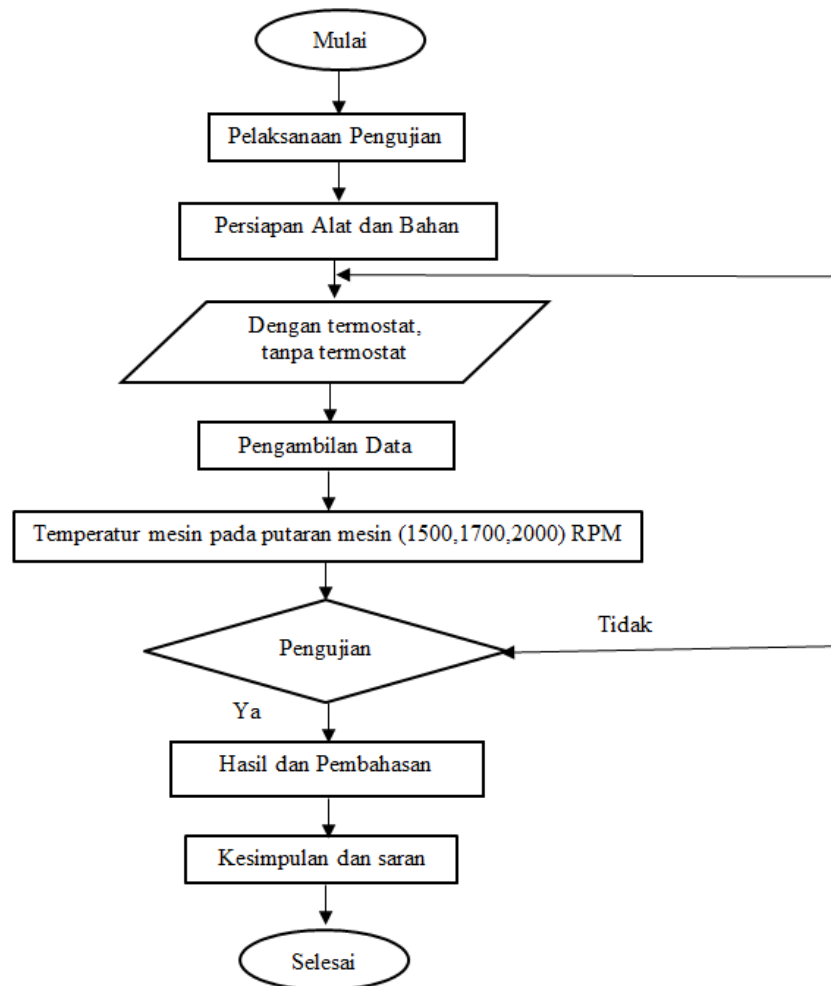 Mulai
Pelaksanaan Pengujian
Persiapan Alat dan Bahan
Dengan termostat,
tanpa termostat
Pengambilan Data
Temperatur mesin pada putaran mesin (1500,1700,2000) RPM
Pengujian
Tidak
Ya
Hasil dan Pembahasan
Kesimpulan dan saran
Selesai